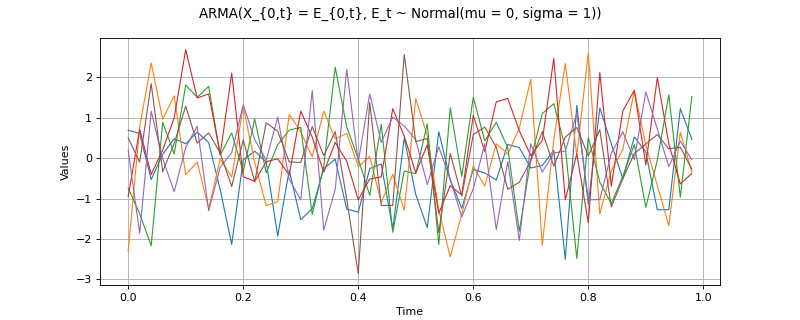 ARMA(X_{0,t} = E_{0,t}, E_t ~ Normal(mu = 0, sigma = 1))
2
1
0
−1
−2
−3
Values
0.0 0.2 0.4 0.6 0.8 1.0
Time